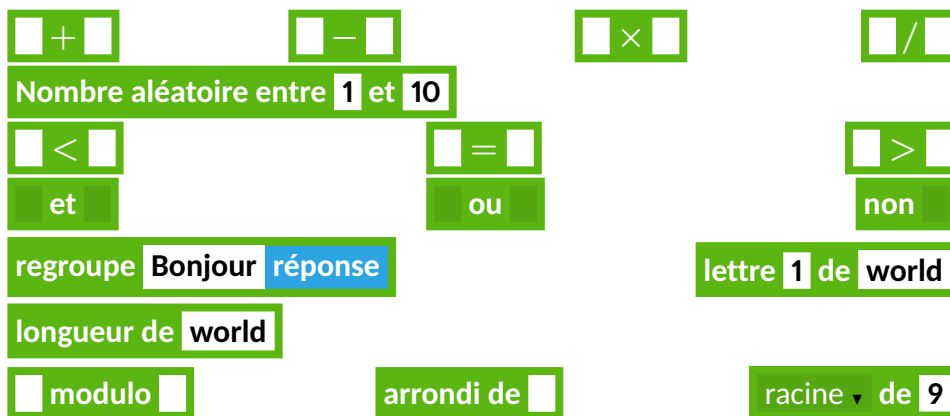 + − × /
Nombre aléatoire entre 1 et 10
< = >
et ou non
regroupe Bonjour réponse lettre 1 de world
longueur de world
modulo arrondi de racine ▾ de 9